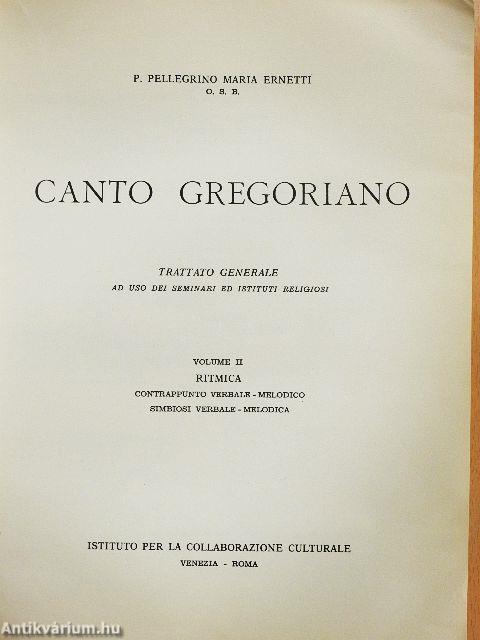 P. PELLEGRINO MARIA ERNETTI
O. S. B.
CANTO GREGORIANO
TRATTATO GENERALE
AD USO DEI SEMINARI ED ISTITUTI RELIGIOSI
VOLUME II
RITMICA
CONTRAPPUNTO VERBALE - MELODICO
SIMBIOSI VERBALE - MELODICA
ISTITUTO PER LA COLLABORAZIONE CULTURALE
VENEZIA - ROMA
Antikvárium.hu